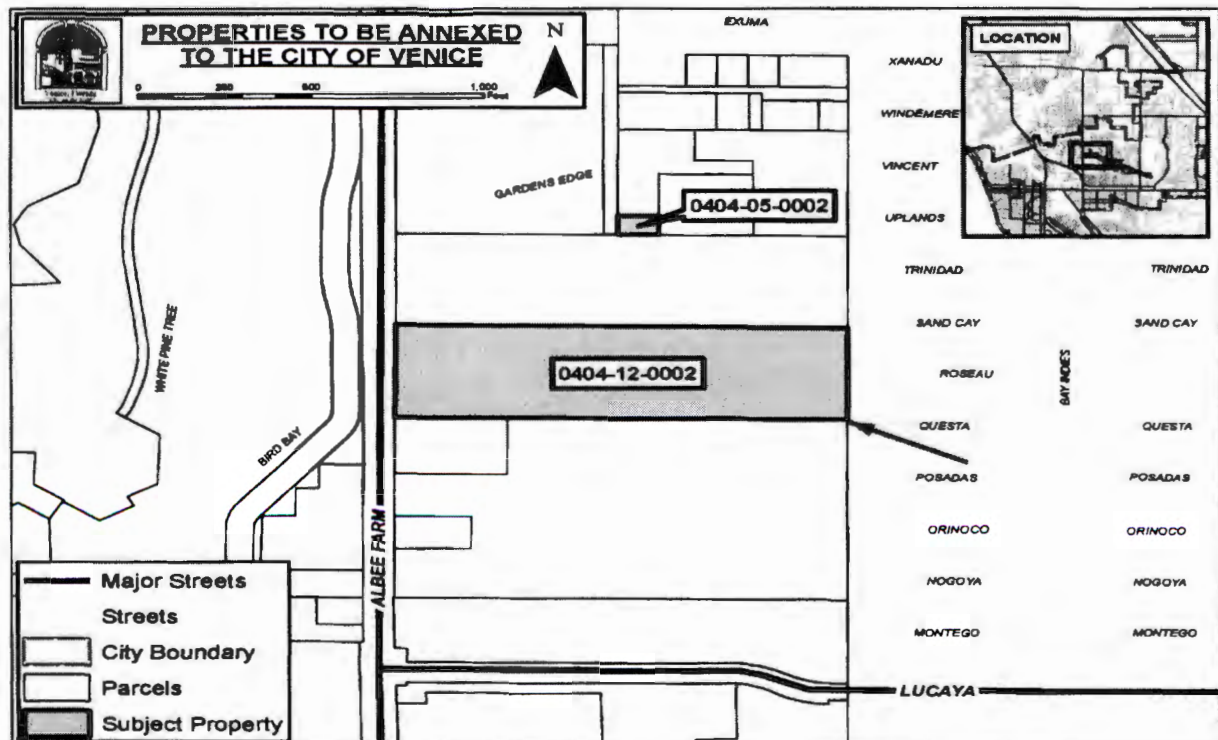 PROPERTIES TO BE ANNEXED
TO THE CITY OF VENICE
N
0 500 1,000
Feet
LOCATION
EXUMA
XANADU
WINDEMERE
VINCENT
UPLANDS
GARDENS EDGE
0404-05-0002
TRINIDAD TRINIDAD
SAND CAY SAND CAY
WHITE PINE TREE
0404-12-0002
ROSEAU
BAY INDIES
QUESTA QUESTA
BIRD BAY
POSADAS POSADAS
ORINOCO ORINOCO
ALBEE FARM
NOGOYA NOGOYA
MONTEGO MONTEGO
LUCAYA
Major Streets
Streets
City Boundary
Parcels
Subject Property